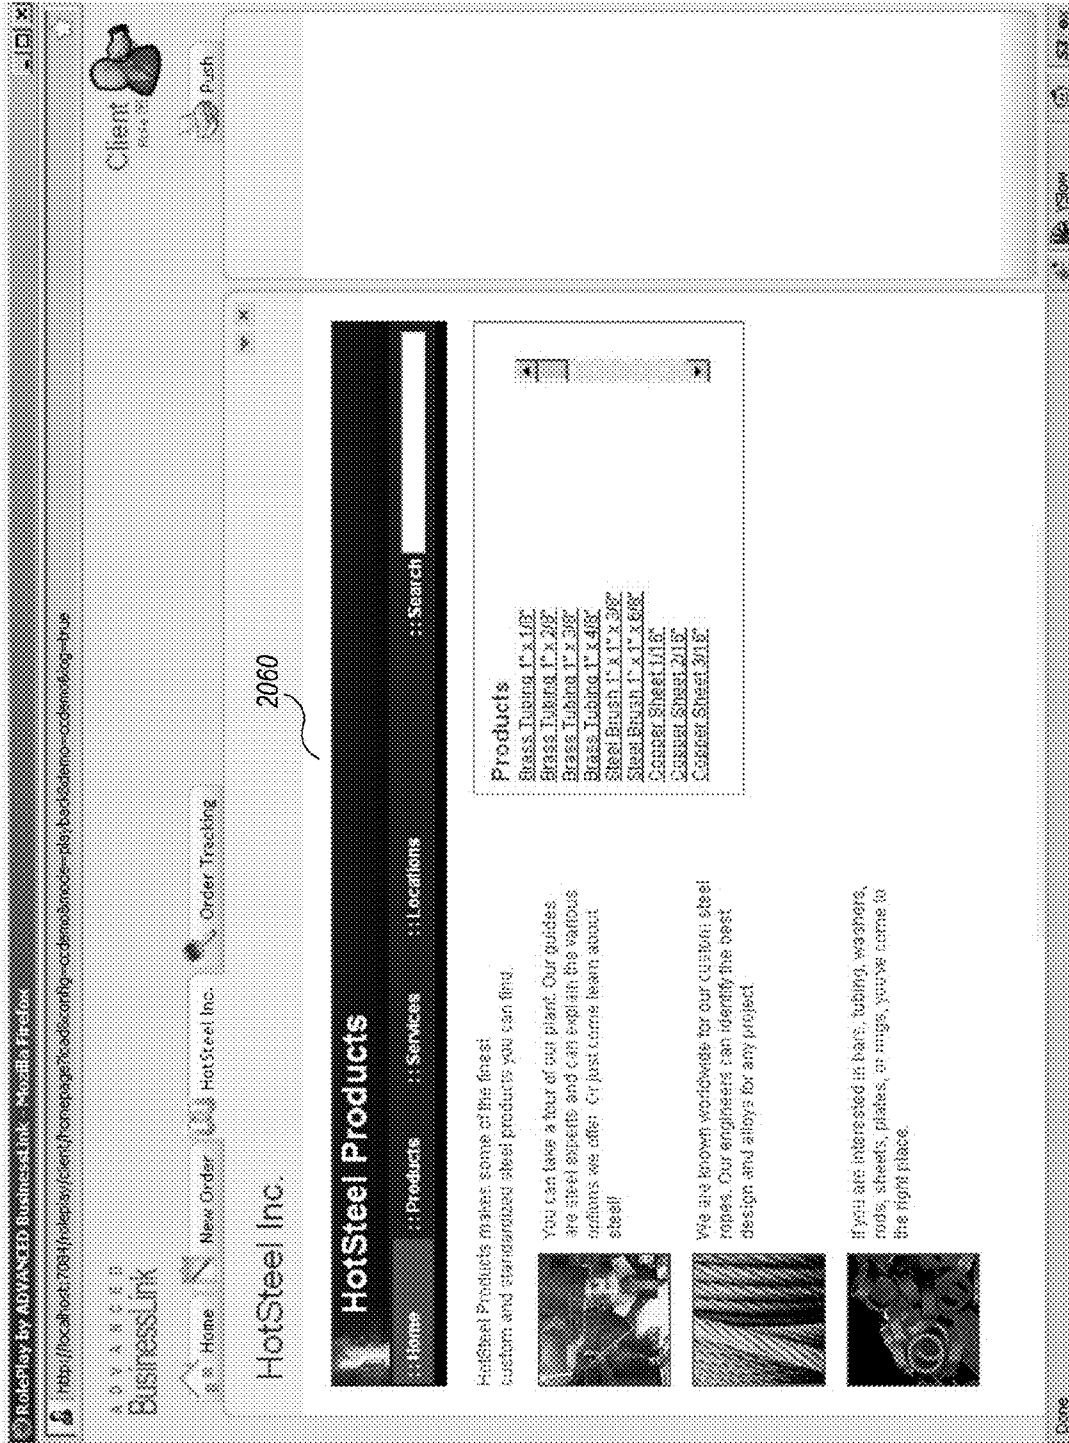 RolePlay by ADVANCED BusinessLink - Mozilla Firefox
ADVANCED
BusinessLink
Client
Home
New Order
HotSteel Inc.
Order Tracking
Push
HotSteel Inc.
2060
HotSteel Products
:: Home :: Products :: Services :: Locations :: Search
HotSteel Products makes some of the finest
custom and standardized steel products you can find.
You can take a tour of our plant. Our guides
are steel experts and can explain the various
options we offer. Or just come learn about
steel!
We are known worldwide for our custom steel
ropes. Our engineers can identify the best
design and alloys for any project.
If you are interested in bars, tubing, washers,
rods, sheets, plates, or rings, you've come to
the right place.
Products
Brass Tubing 1" x 1/8"
Brass Tubing 1" x 2/8"
Brass Tubing 1" x 3/8"
Brass Tubing 1" x 4/8"
Steel Brush 1" x 1" x 3/8"
Steel Brush 1" x 1" x 6/8"
Copper Sheet 1/16"
Copper Sheet 2/16"
Copper Sheet 3/16"
Done
YSlow